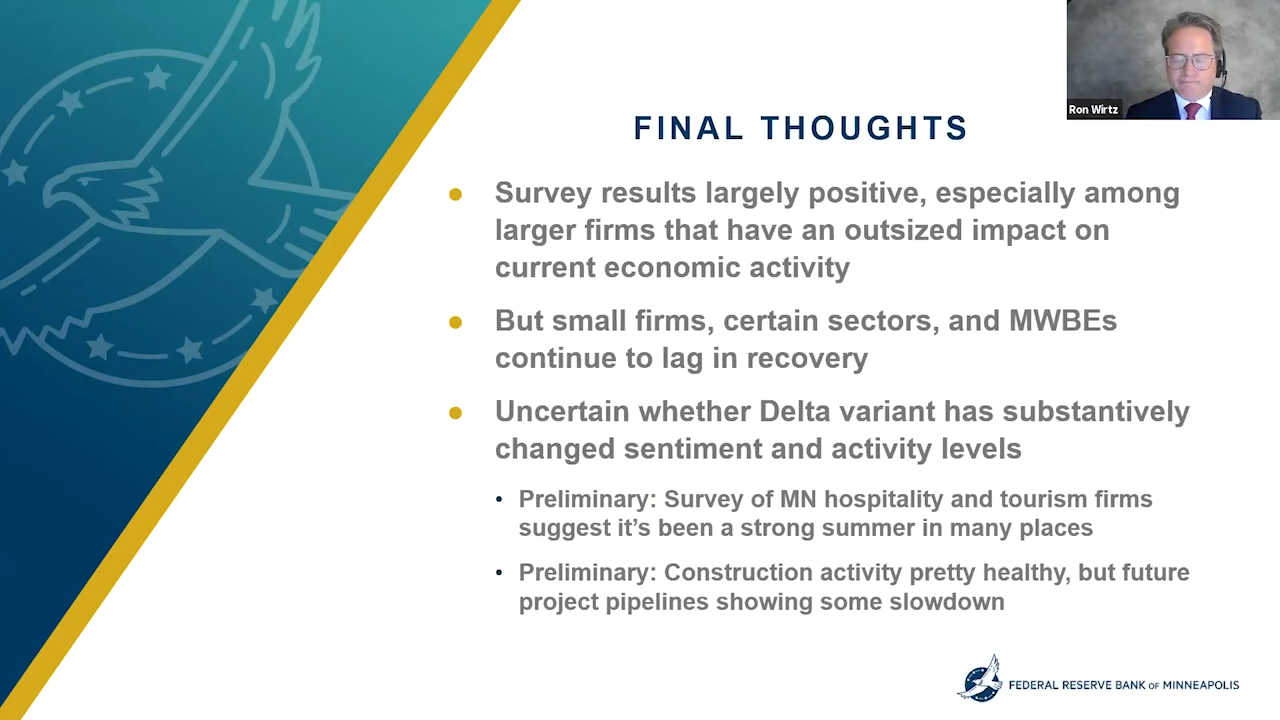 Ron Wirtz
FINAL THOUGHTS
● Survey results largely positive, especially among
larger firms that have an outsized impact on
current economic activity
● But small firms, certain sectors, and MWBEs
continue to lag in recovery
● Uncertain whether Delta variant has substantively
changed sentiment and activity levels
• Preliminary: Survey of MN hospitality and tourism firms
suggest it’s been a strong summer in many places
• Preliminary: Construction activity pretty healthy, but future
project pipelines showing some slowdown
FEDERAL RESERVE BANK OF MINNEAPOLIS